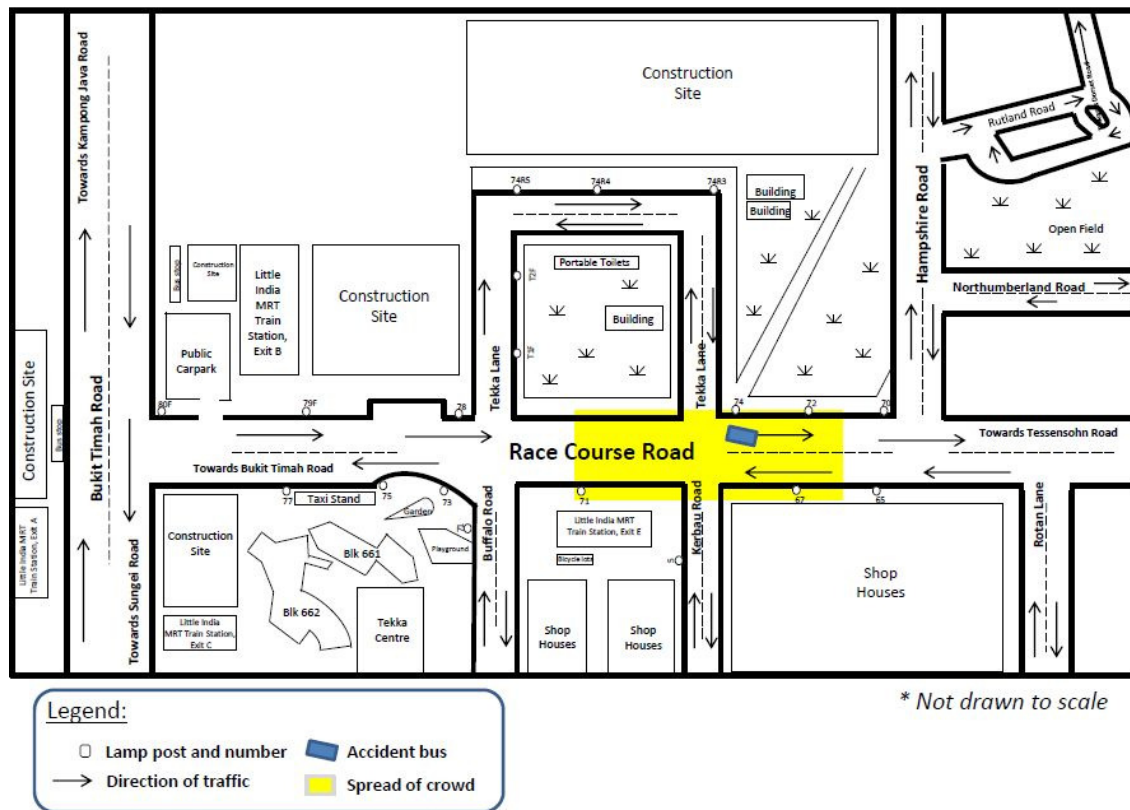 Towards Kampong Java Road
Construction
Site
74R5
74R4
74R3
Building
Building
Rutland Road
Open Field
Hampshire Road
Northumberland Road
Bus stop
Construction
Site
Little
India
MRT
Train
Station,
Exit B
Construction
Site
Portable Toilets
T2F
Building
T1F
Public
Carpark
Tekka Lane
Tekka Lane
Construction Site
Bus stop
Bukit Timah Road
80F
79F
78
74
72
70
Race Course Road
Towards Tessensohn Road
Towards Bukit Timah Road
77
Taxi Stand
75
73
71
67
65
Garden
Buffalo Road
Kerbau Road
Rotan Lane
Little India MRT
Train Station, Exit A
Towards Sungei Road
Construction
Site
Blk 661
Playground
Little India MRT
Train Station, Exit E
Bicycle lots
Blk 662
Little India
MRT Train Station,
Exit C
Tekka
Centre
Shop
Houses
Shop
Houses
Shop
Houses
Legend:
Lamp post and number
Accident bus
Direction of traffic
Spread of crowd
* Not drawn to scale